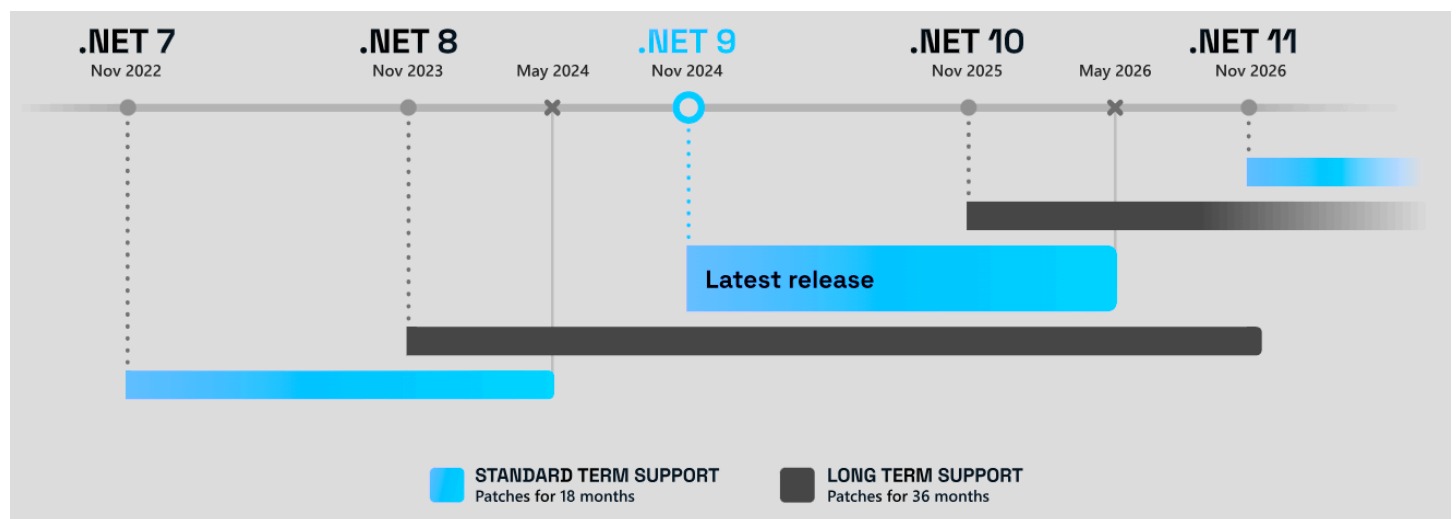 .NET 7
Nov 2022
.NET 8
Nov 2023
May 2024
.NET 9
Nov 2024
.NET 10
Nov 2025
May 2026
.NET 11
Nov 2026
Latest release
STANDARD TERM SUPPORT
Patches for 18 months
LONG TERM SUPPORT
Patches for 36 months